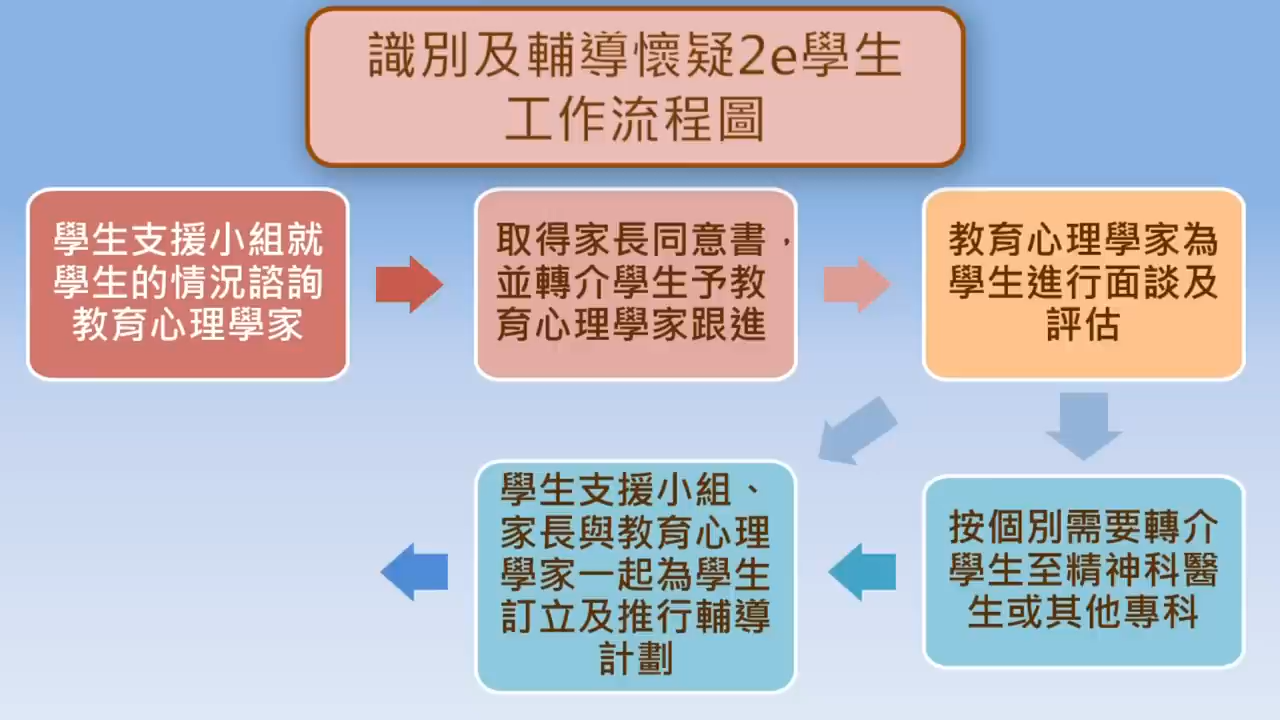 識別及輔導懷疑2e學生
工作流程圖
學生支援小組就
學生的情況諮詢
教育心理學家
取得家長同意書，
並轉介學生予教
育心理學家跟進
教育心理學家為
學生進行面談及
評估
按個別需要轉介
學生至精神科醫
生或其他專科
學生支援小組、
家長與教育心理
學家一起為學生
訂立及推行輔導
計劃